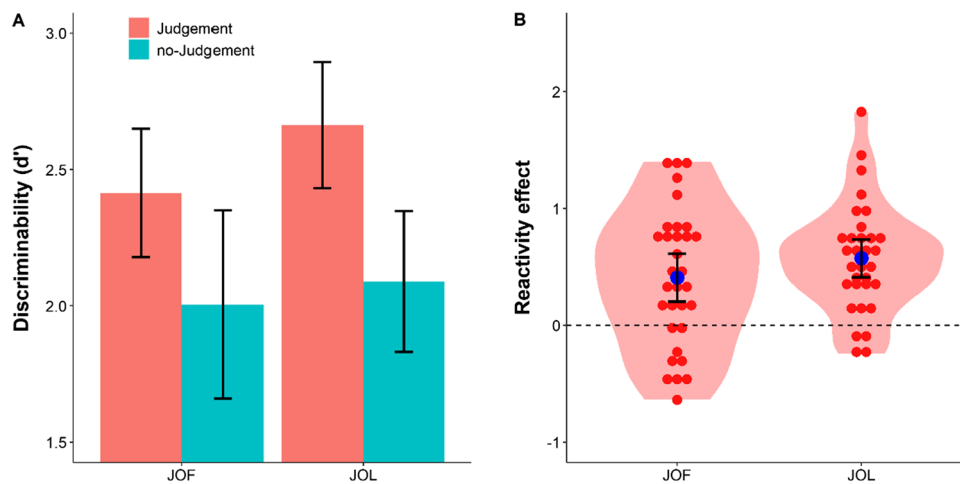 A
Judgement
no-Judgement
Discriminability (d')
3.0
2.5
2.0
1.5
JOF
JOL
B
Reactivity effect
2
1
0
-1
JOF
JOL